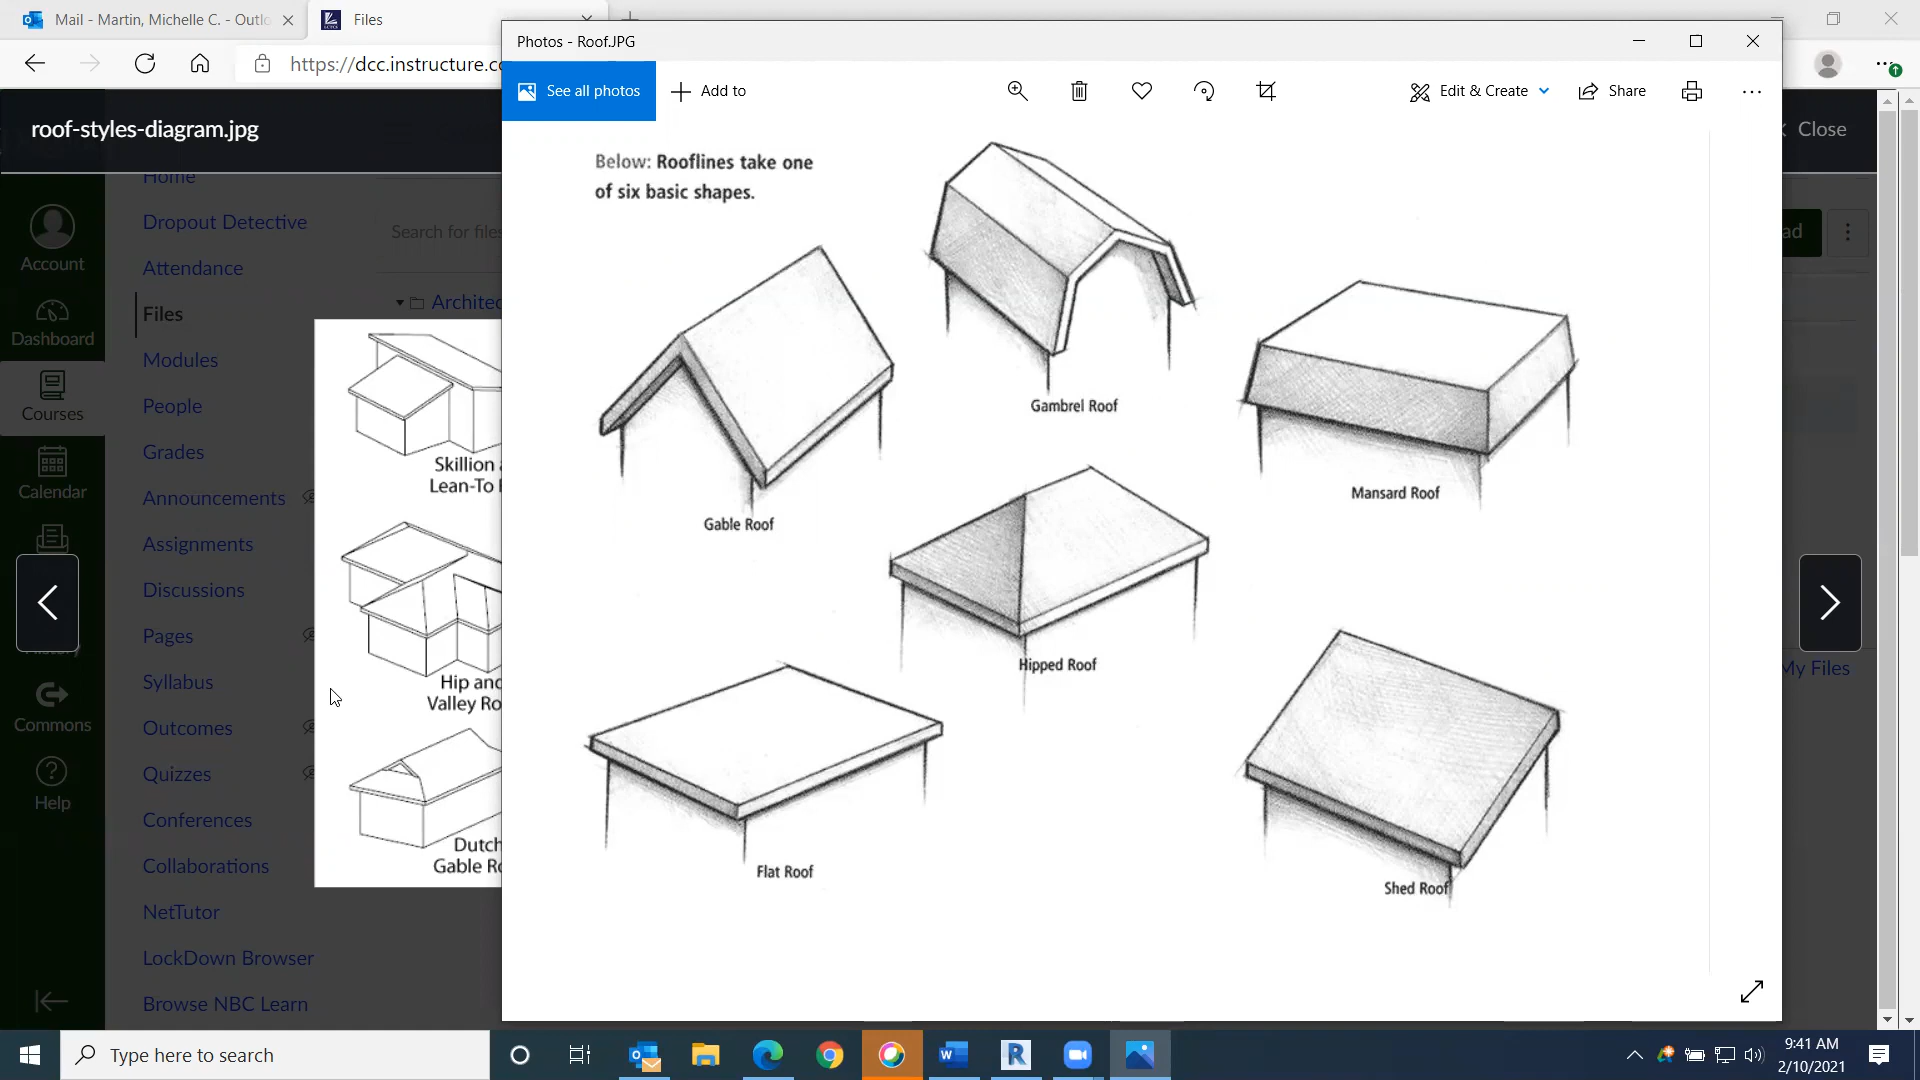 Mail - Martin, Michelle C. - Outlo
Files
https://dcc.instructure.co
Photos - Roof.JPG
See all photos
Add to
Edit & Create
Share
roof-styles-diagram.jpg
Close
Account
Dashboard
Courses
Calendar
History
Commons
Help
Home
Dropout Detective
Attendance
Files
Modules
People
Grades
Announcements
Assignments
Discussions
Pages
Syllabus
Outcomes
Quizzes
Conferences
Collaborations
NetTutor
LockDown Browser
Browse NBC Learn
Search for files
Architec
ad
My Files
Skillion a
Lean-To
Hip and
Valley Ro
Dutch
Gable Ro
Below: Rooflines take one
of six basic shapes.
Gambrel Roof
Mansard Roof
Gable Roof
Hipped Roof
Flat Roof
Shed Roof
Type here to search
9:41 AM
2/10/2021